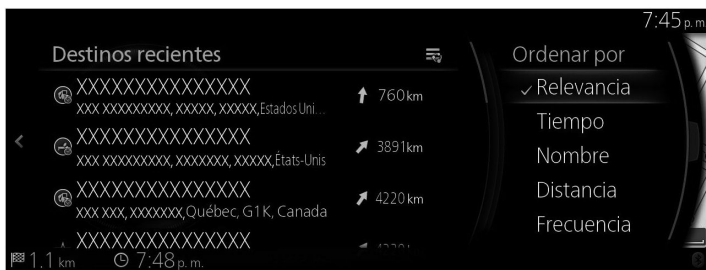 7:45 p. m.
Destinos recientes
XXXXXXXXXXXXXXX
XXX XXXXXXXXX, XXXXX, XXXXX,Estados Uni...
760 km
XXXXXXXXXXXXXXX
XXX XXXXXXXXX, XXXXXXX, XXXXX,États-Unis
3891km
XXXXXXXXXXXXXXX
XXX XXX, XXXXXXX,Québec, G1K, Canada
4220 km
XXXXXXXXXXXXXXX
Ordenar por
Relevancia
Tiempo
Nombre
Distancia
Frecuencia
1,1 km
7:48 p. m.